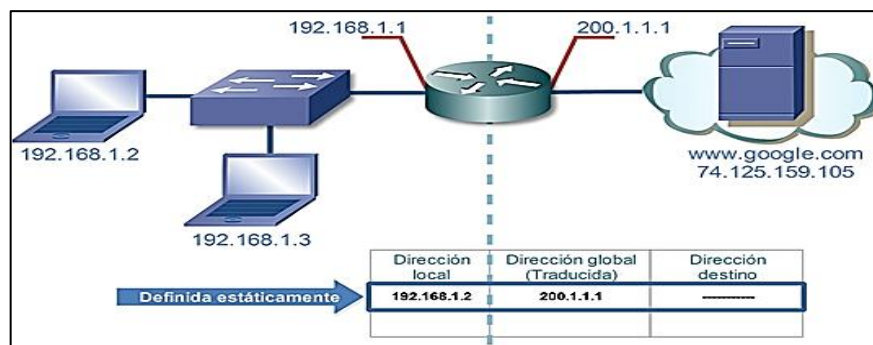 192.168.1.1
200.1.1.1
192.168.1.2
www.google.com
74.125.159.105
192.168.1.3
Dirección local
Dirección global (Traducida)
Dirección destino
Definida estáticamente
192.168.1.2
200.1.1.1
-----------